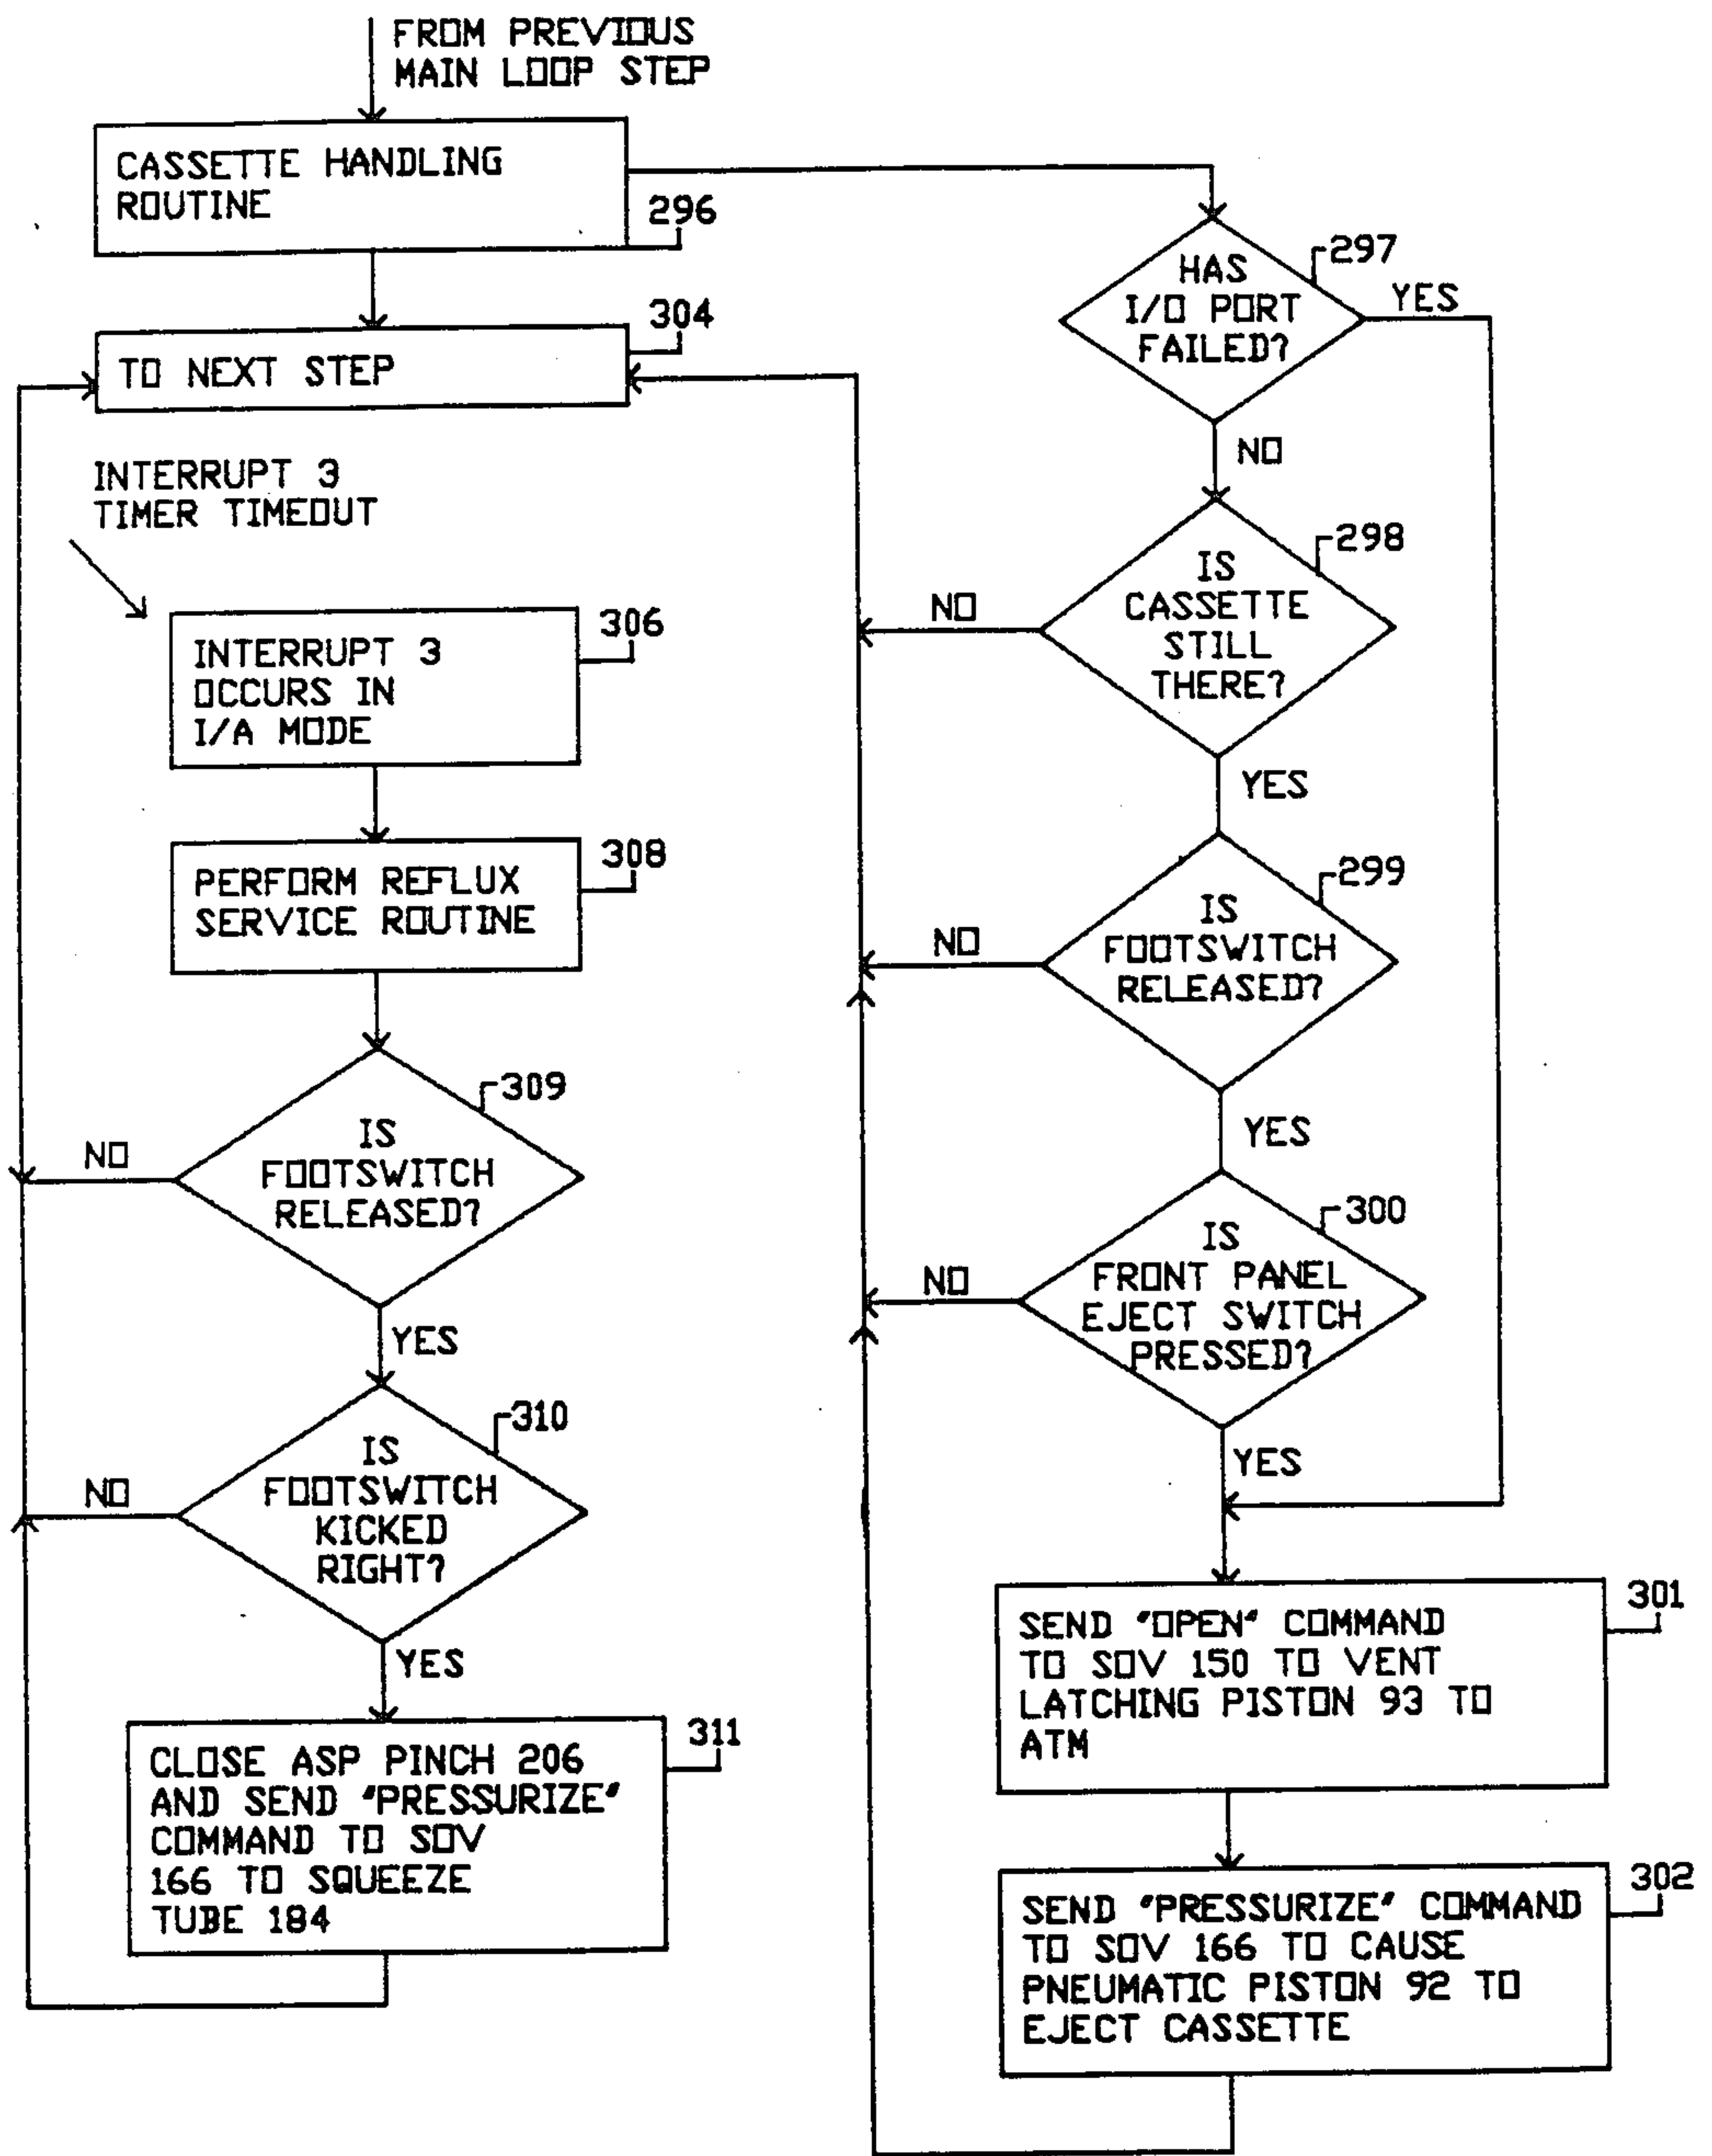 FROM PREVIOUS
MAIN LOOP STEP
CASSETTE HANDLING
ROUTINE
296
304
TO NEXT STEP
INTERRUPT 3
TIMER TIMEOUT
306
INTERRUPT 3
OCCURS IN
I/A MODE
308
PERFORM REFLUX
SERVICE ROUTINE
309
IS
FOOTSWITCH
RELEASED?
NO
YES
310
IS
FOOTSWITCH
KICKED
RIGHT?
NO
YES
311
CLOSE ASP PINCH 206
AND SEND "PRESSURIZE"
COMMAND TO SOV
166 TO SQUEEZE
TUBE 184
297
HAS
I/O PORT
FAILED?
YES
NO
298
IS
CASSETTE
STILL
THERE?
NO
YES
299
IS
FOOTSWITCH
RELEASED?
NO
YES
300
IS
FRONT PANEL
EJECT SWITCH
PRESSED?
NO
YES
301
SEND "OPEN" COMMAND
TO SOV 150 TO VENT
LATCHING PISTON 93 TO
ATM
302
SEND "PRESSURIZE" COMMAND
TO SOV 166 TO CAUSE
PNEUMATIC PISTON 92 TO
EJECT CASSETTE